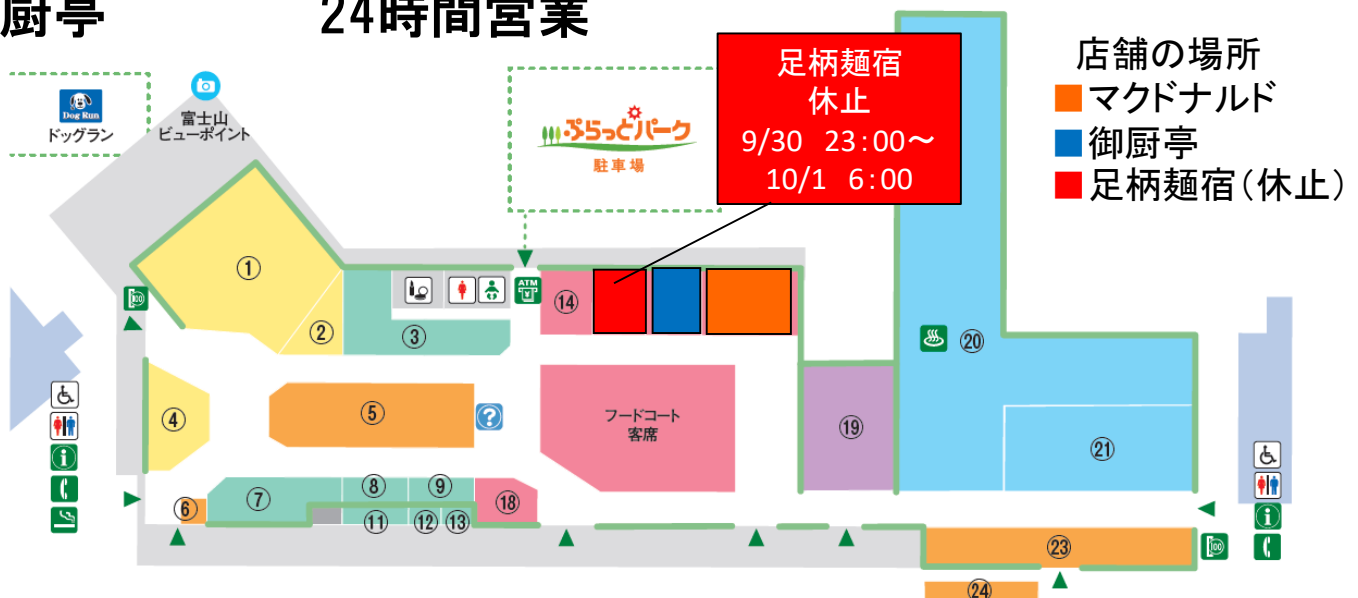 厨亭 24時間営業
足柄麺宿
休止
9/30 23:00~
10/1 6:00
店舗の場所
マクドナルド
御厨亭
足柄麺宿(休止)
Dog Run
ドッグラン
富士山
ビューポイント
ぷらっとパーク
駐車場
①
②
③
ATM
⑭
④
⑤
?
フードコート
客席
⑲
⑳
㉑
⑥
⑦
⑧
⑨
⑪
⑫
⑬
⑱
㉓
㉔